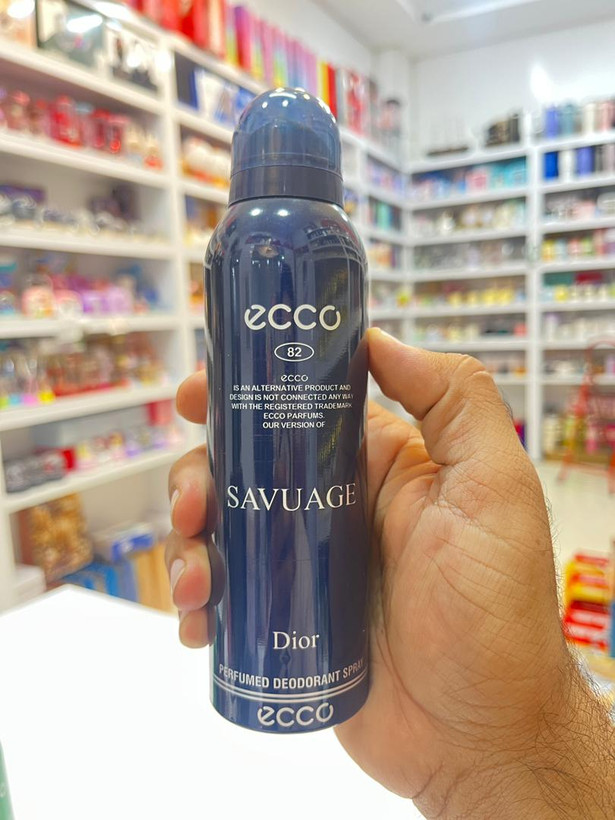 ecco
82
ecco
IS AN ALTERNATIVE PRODUCT AND
DESIGN IS NOT CONNECTED ANY WAY
WITH THE REGISTERED TRADEMARK
ECCO PARFUMS
OUR VERSION OF
SAVUAGE
Dior
PERFUMED DEODORANT SPRAY
ecco